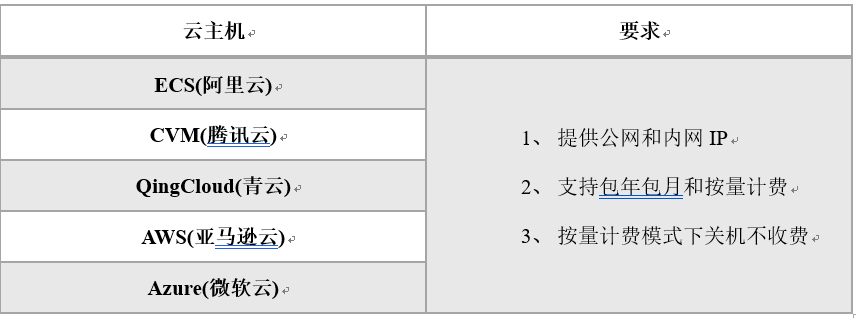 云主机
要求
ECS(阿里云)
CVM(腾讯云)
QingCloud(青云)
AWS(亚马逊云)
Azure(微软云)
1、 提供公网和内网 IP
2、 支持包年包月和按量计费
3、 按量计费模式下关机不收费